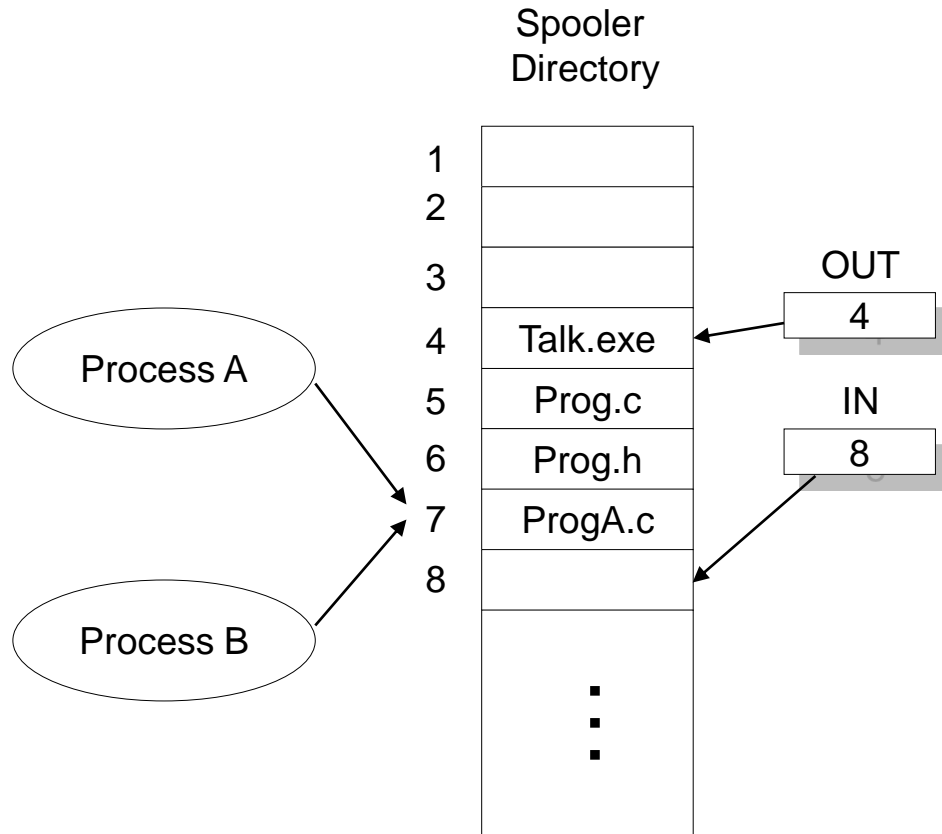 Spooler
Directory
1
2
3
OUT
4
4 Talk.exe
Process A
5 Prog.c
IN
6 Prog.h
8
7 ProgA.c
8
Process B